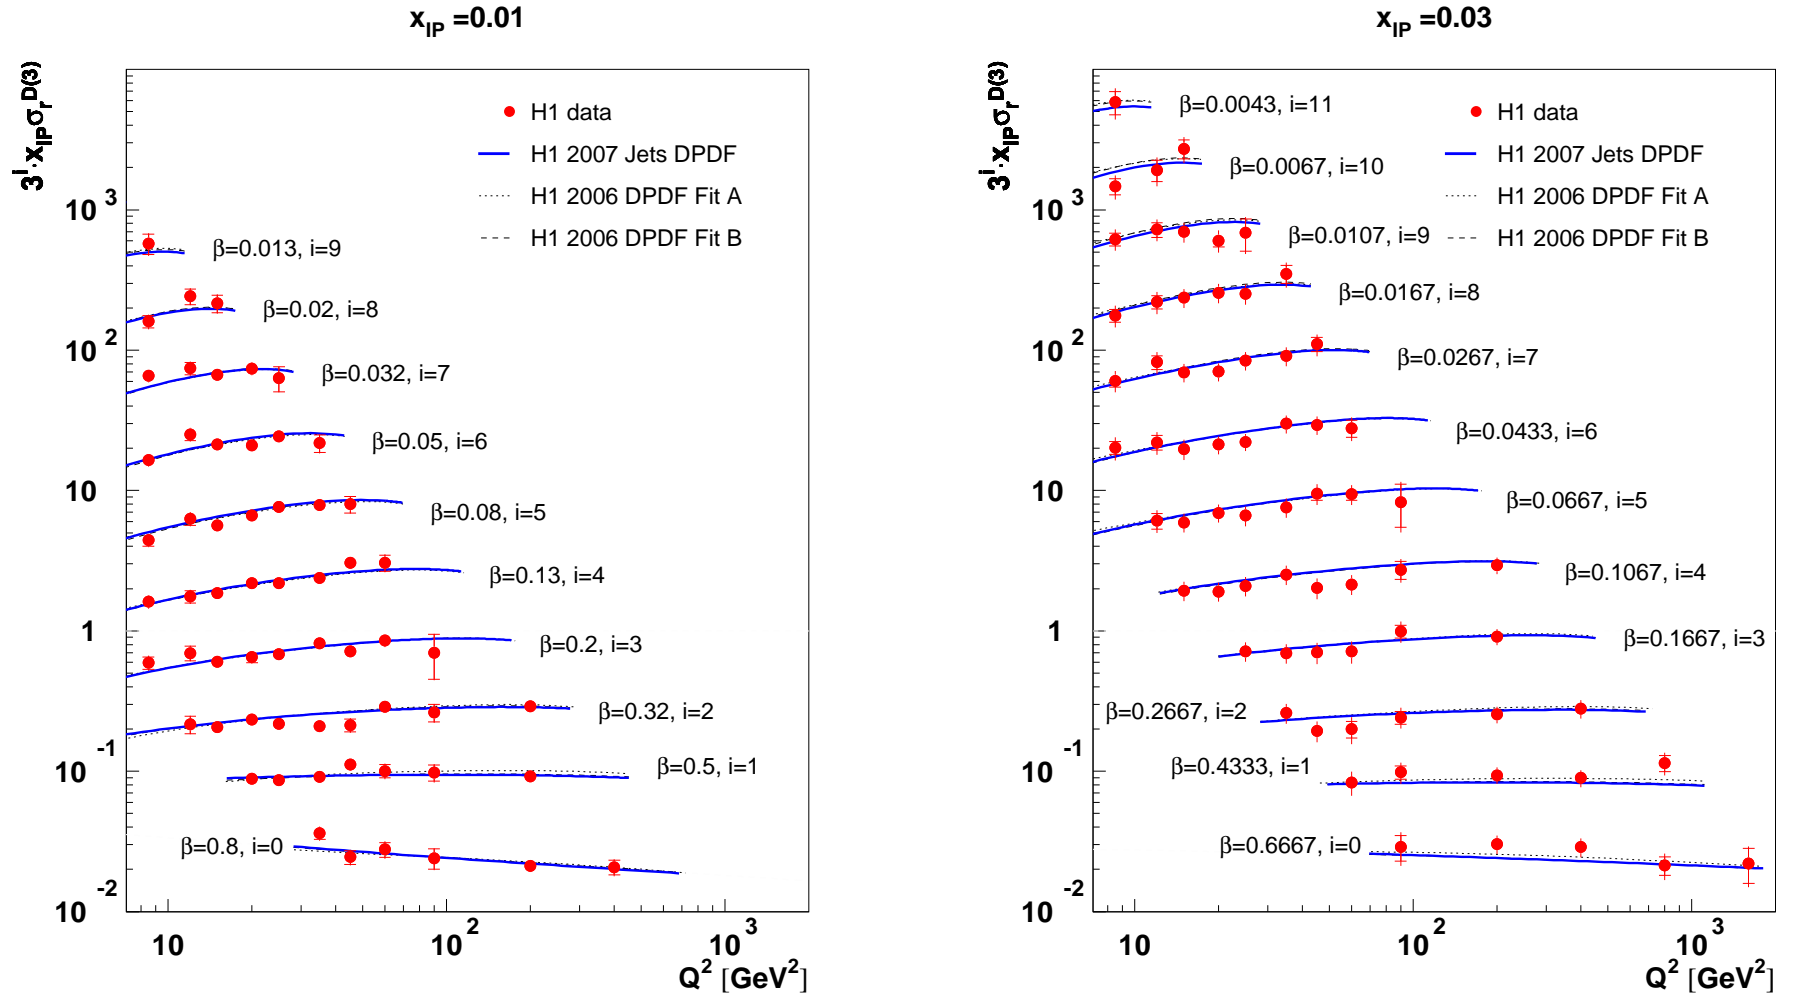 x_IP =0.01
3^i·x_IP σ_r^D(3)
H1 data
H1 2007 Jets DPDF
H1 2006 DPDF Fit A
H1 2006 DPDF Fit B
10^3
10^2
10
1
10^-1
10^-2
β=0.013, i=9
β=0.02, i=8
β=0.032, i=7
β=0.05, i=6
β=0.08, i=5
β=0.13, i=4
β=0.2, i=3
β=0.32, i=2
β=0.5, i=1
β=0.8, i=0
10
10^2
10^3
Q^2 [GeV^2]
x_IP =0.03
3^i·x_IP σ_r^D(3)
H1 data
H1 2007 Jets DPDF
H1 2006 DPDF Fit A
H1 2006 DPDF Fit B
10^3
10^2
10
1
10^-1
10^-2
β=0.0043, i=11
β=0.0067, i=10
β=0.0107, i=9
β=0.0167, i=8
β=0.0267, i=7
β=0.0433, i=6
β=0.0667, i=5
β=0.1067, i=4
β=0.1667, i=3
β=0.2667, i=2
β=0.4333, i=1
β=0.6667, i=0
10
10^2
10^3
Q^2 [GeV^2]